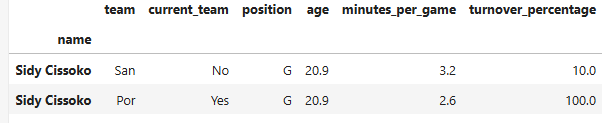 team current_team position age minutes_per_game turnover_percentage
name
Sidy Cissoko San No G 20.9 3.2 10.0
Sidy Cissoko Por Yes G 20.9 2.6 100.0